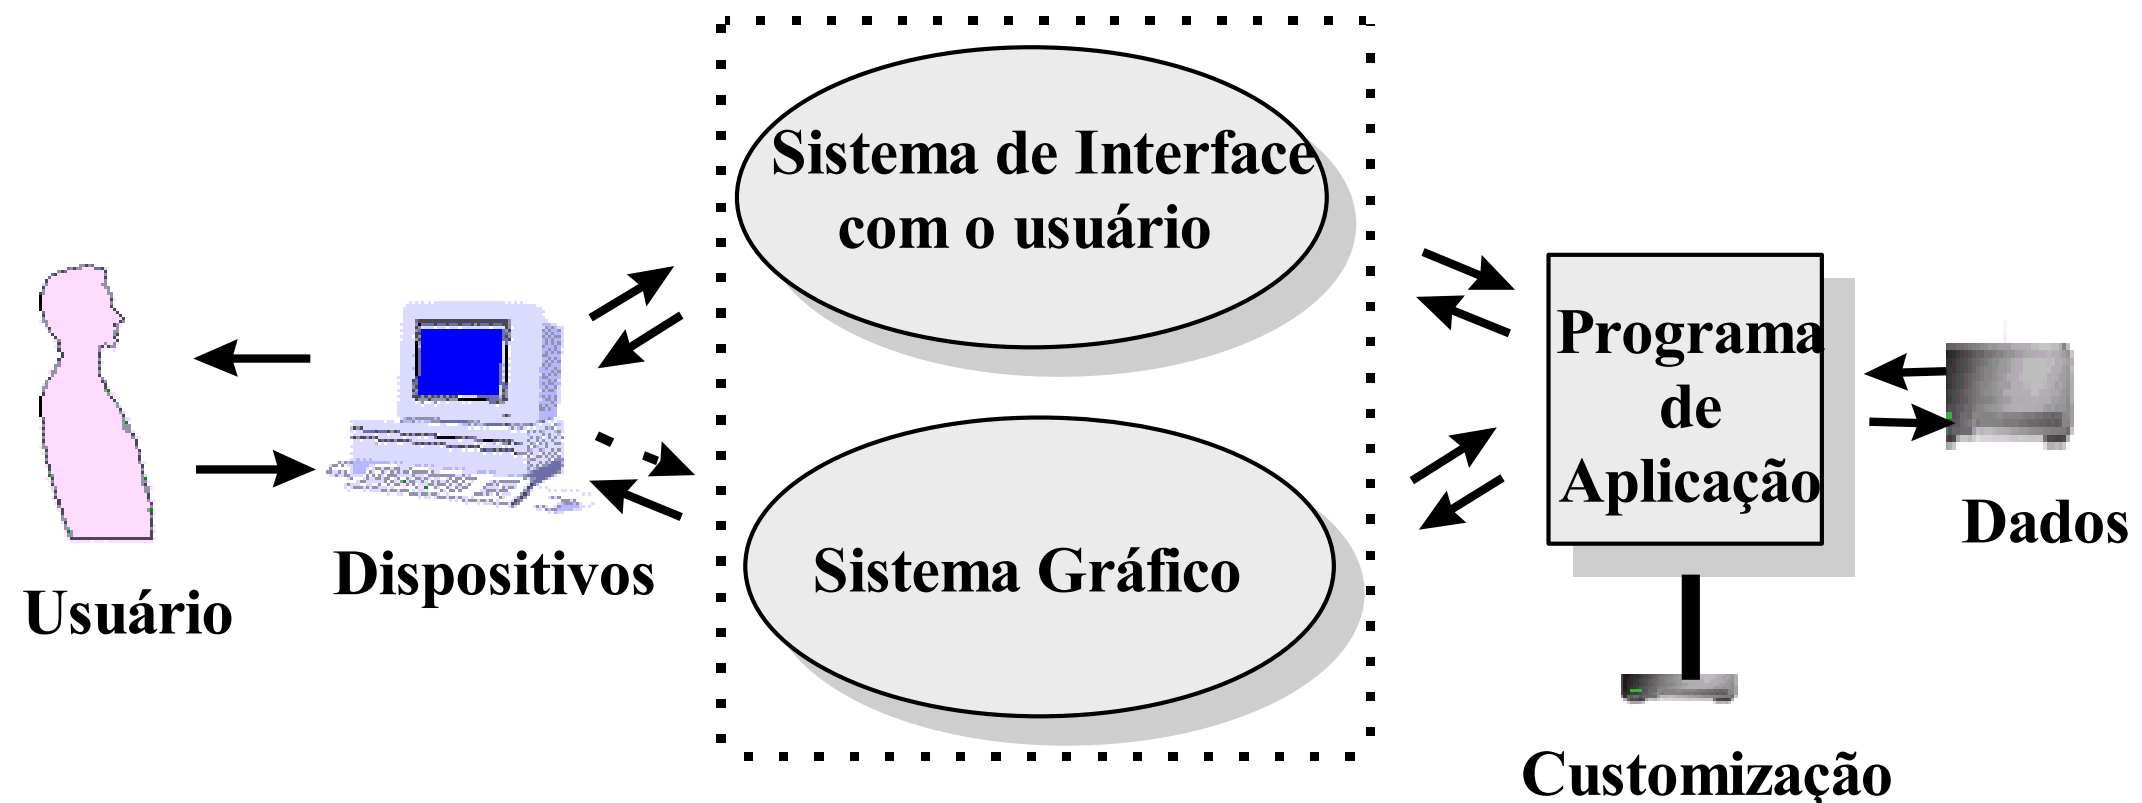 Sistema de Interface
com o usuário
Programa
de
Aplicação
Dados
Dispositivos
Sistema Gráfico
Usuário
Customização